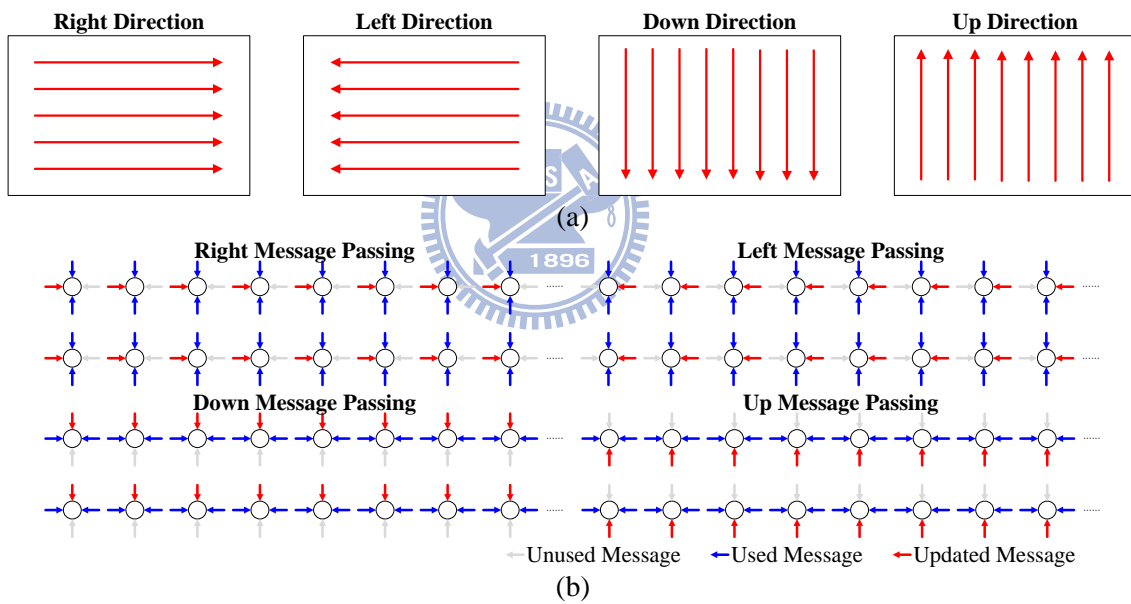 Right Direction
Left Direction
Down Direction
Up Direction
S
A
(a)
1896
Right Message Passing
Left Message Passing
Down Message Passing
Up Message Passing
Unused Message
Used Message
Updated Message
(b)